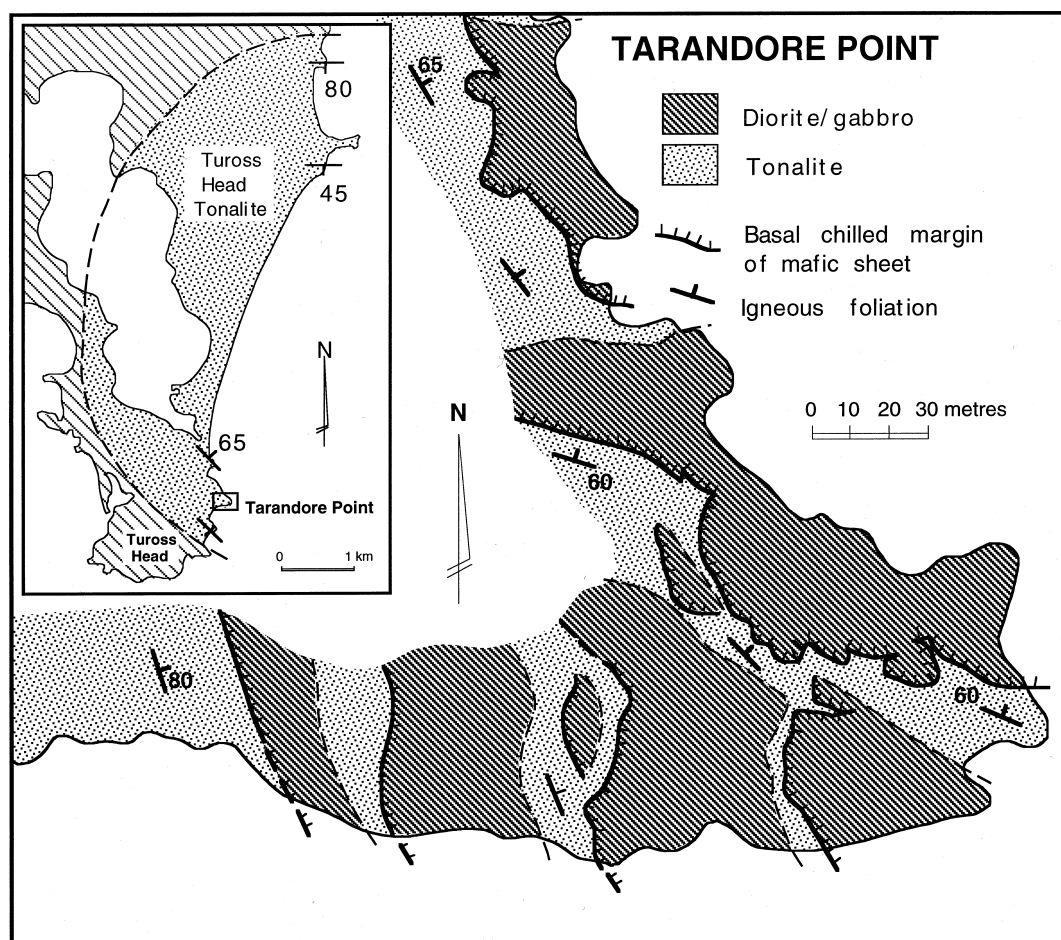 TARANDORE POINT
Diorite/gabbro
Tonalite
Basal chilled margin
of mafic sheet
Igneous foliation
0 10 20 30 metres
N
65
60
60
80
80
45
Tuross
Head
Tonalite
N
65
Tarandore Point
Tuross
Head
0 1 km